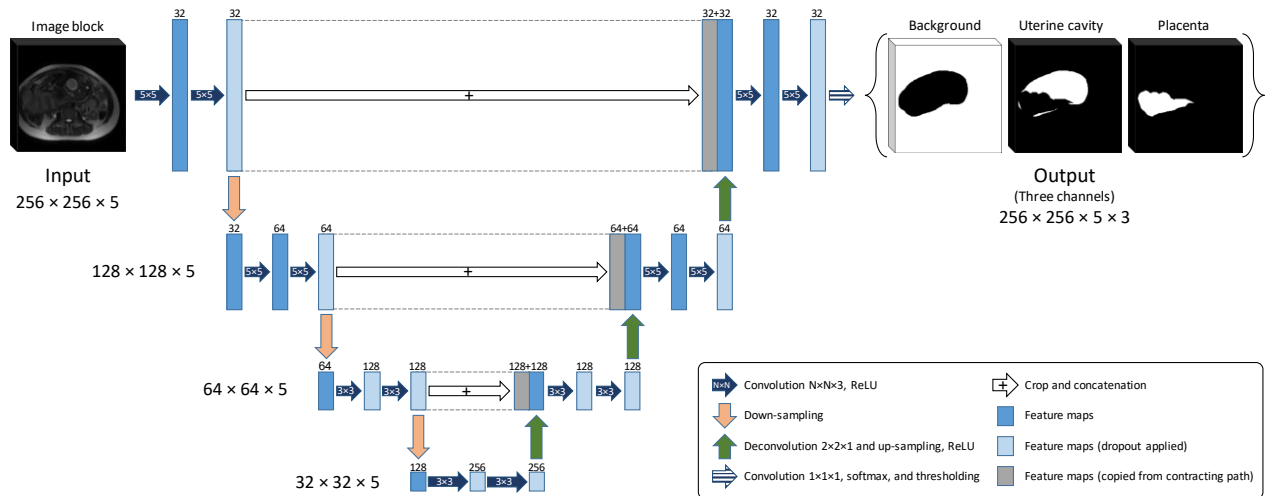 Image block
32
32
32+32
32
32
Background
Uterine cavity
Placenta
5×5
5×5
+
5×5
5×5
Input
256 × 256 × 5
Output
(Three channels)
256 × 256 × 5 × 3
32
64
64
64+64
64
64
128 × 128 × 5
5×5
5×5
+
5×5
5×5
64
128
128
128+128
128
128
64 × 64 × 5
3×3
3×3
+
3×3
3×3
128
256
256
32 × 32 × 5
3×3
3×3
N×N Convolution N×N×3, ReLU
Down-sampling
Deconvolution 2×2×1 and up-sampling, ReLU
Convolution 1×1×1, softmax, and thresholding
+ Crop and concatenation
Feature maps
Feature maps (dropout applied)
Feature maps (copied from contracting path)